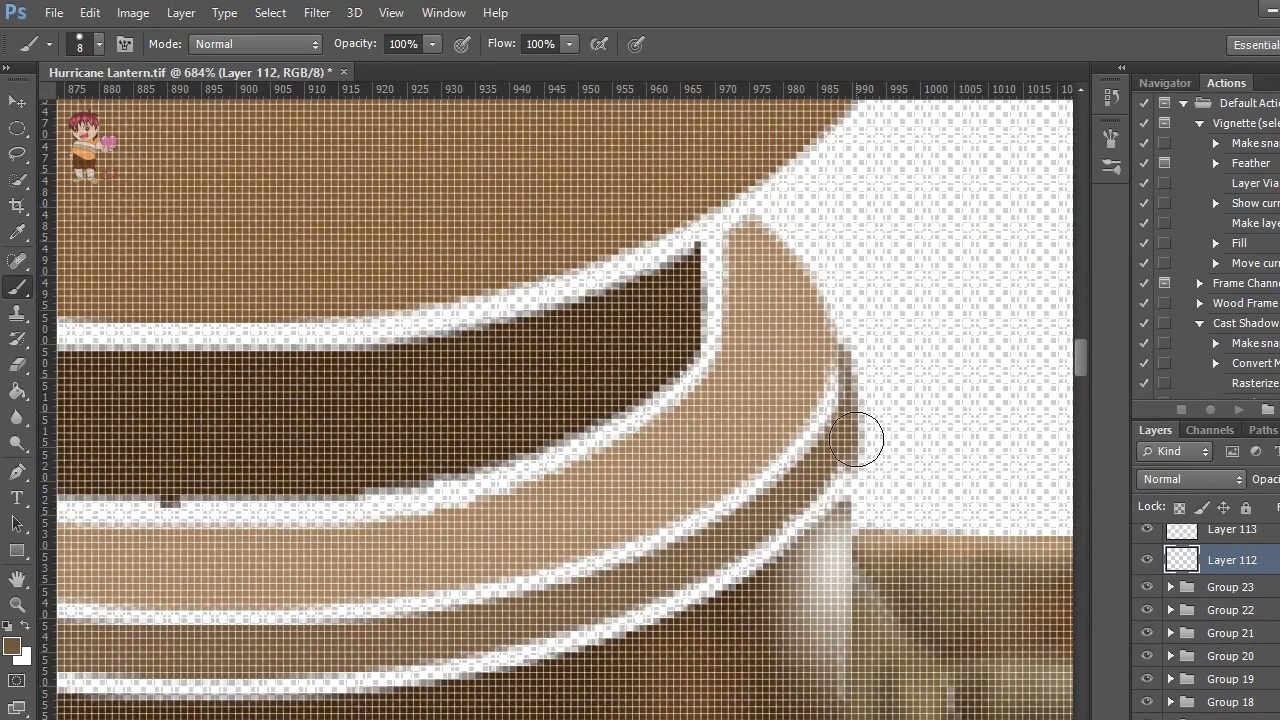 Ps File Edit Image Layer Type Select Filter 3D View Window Help
8 Mode: Normal Opacity: 100% Flow: 100% Essential
Hurricane Lantern.tif @ 684% (Layer 112, RGB/8) * ×
875 880 885 890 895 900 905 910 915 920 925 930 935 940 945 950 955 960 965 970 975 980 985 990 995 1000 1005 1010 1015 1020
Navigator Actions
Default Acti
Vignette (sele
Make sna
Feather
Layer Via
Show curr
Make laye
Fill
Move curr
Frame Channe
Wood Frame
Cast Shadow
Make sna
Convert M
Rasterize
Layers Channels Paths
Kind
Normal Opac
Lock:
Layer 113
Layer 112
Group 23
Group 22
Group 21
Group 20
Group 19
Group 18